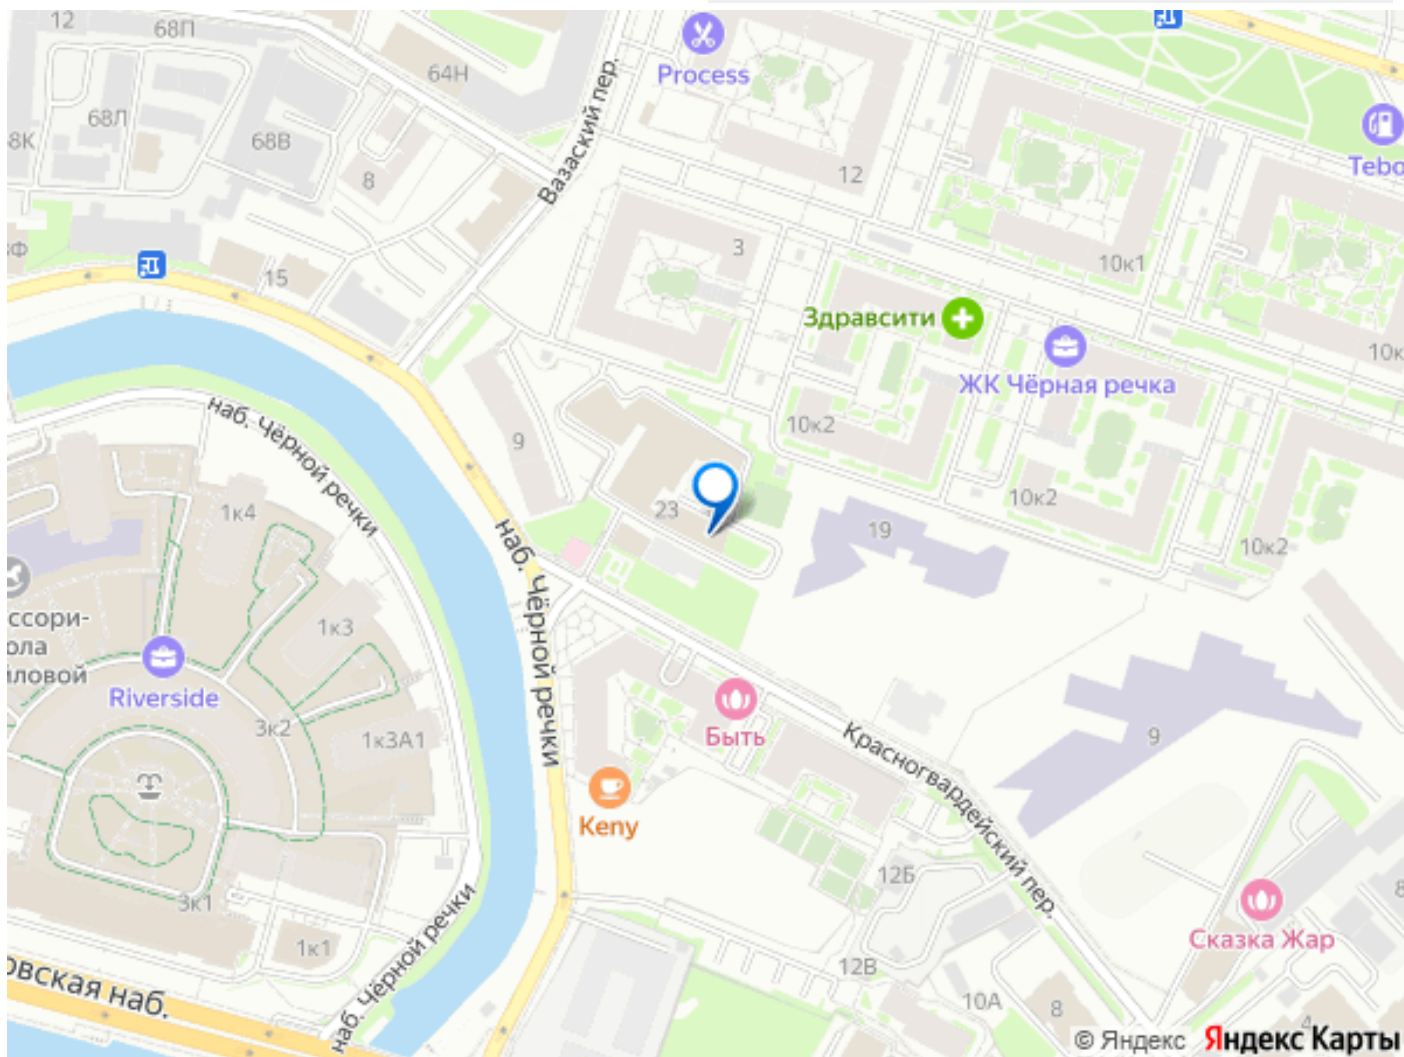 12
68П
Process
64Н
68Л
68В
8К
Вазаский пер.
8
12
Tebo
3
10к1
15
Здравсити
ЖК Чёрная речка
10к
наб. Чёрной речки
9
10к2
1к4
23
19
10к2
10к2
наб. Чёрной речки
ссори-
ола
иловой
1к3
Riverside
3к2
1к3А1
Быть
Красногвардейский пер.
9
Keny
12Б
8
3к1
Сказка Жар
1к1
12В
наб. Чёрной речки
овская наб.
10А
8
4
© Яндекс Яндекс Карты